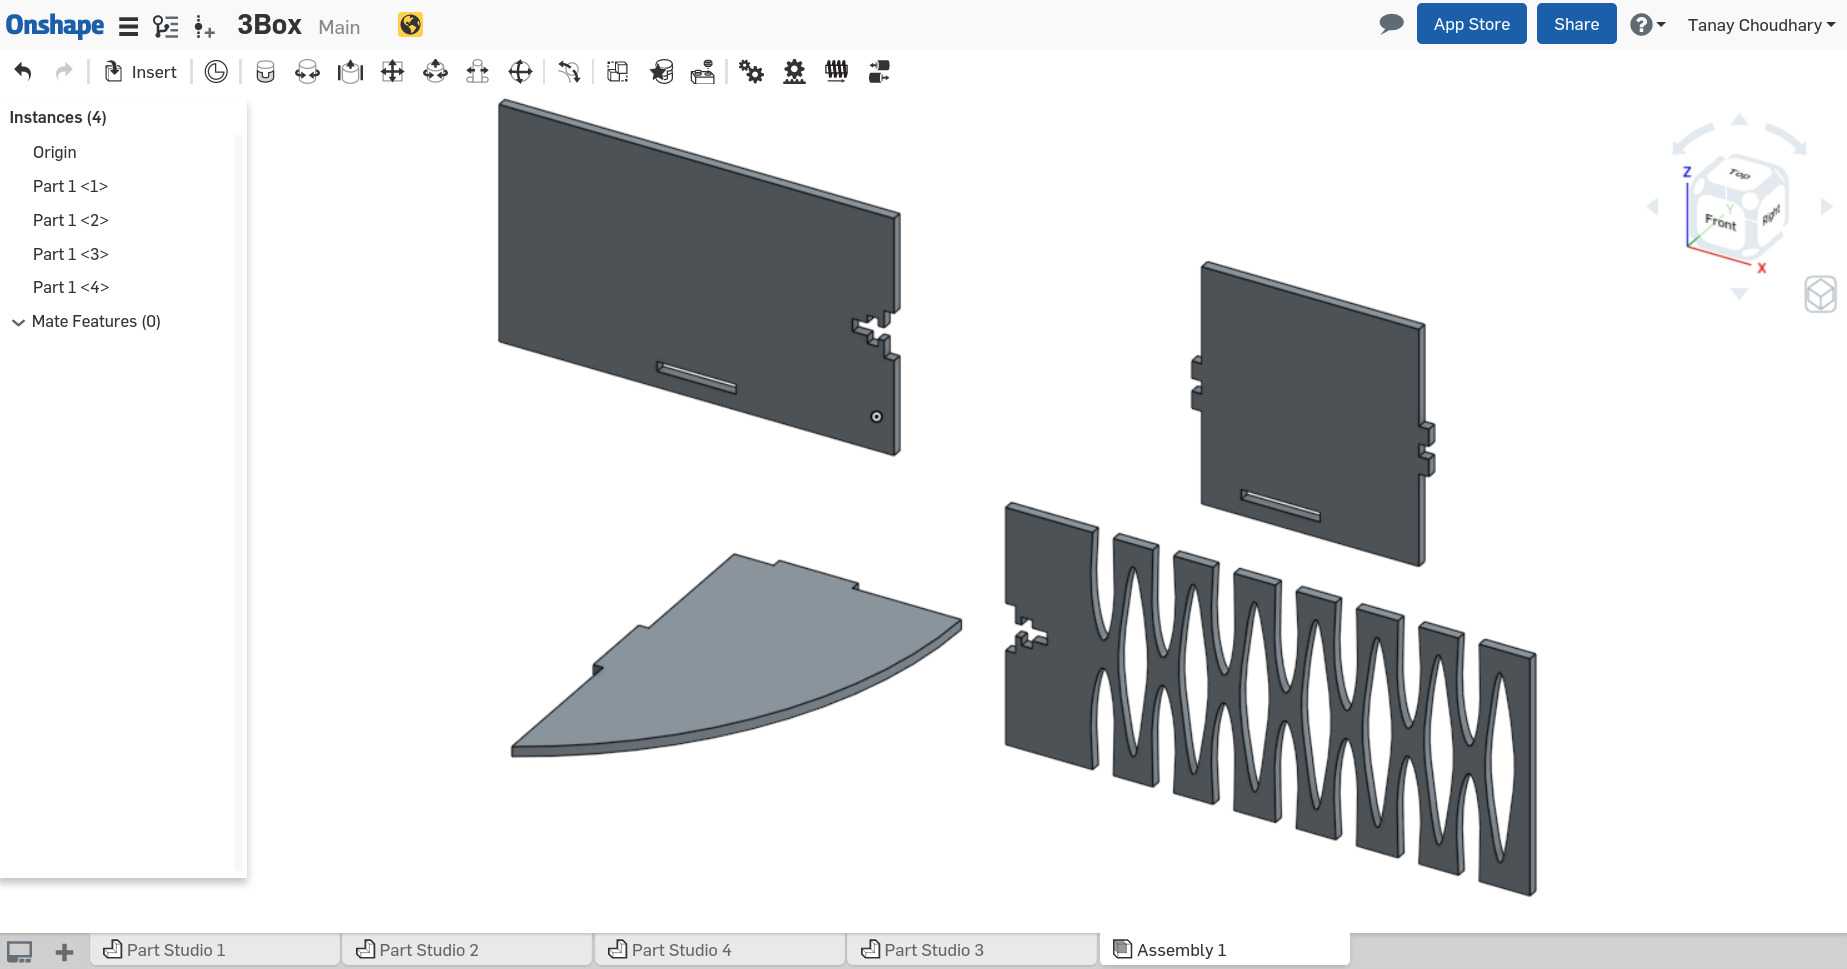 Onshape 3Box Main App Store Share ? Tanay Choudhary
Insert
Instances (4)
Origin
Part 1 <1>
Part 1 <2>
Part 1 <3>
Part 1 <4>
Mate Features (0)
Z
Top
Y
Front
Right
X
Part Studio 1 Part Studio 2 Part Studio 4 Part Studio 3 Assembly 1